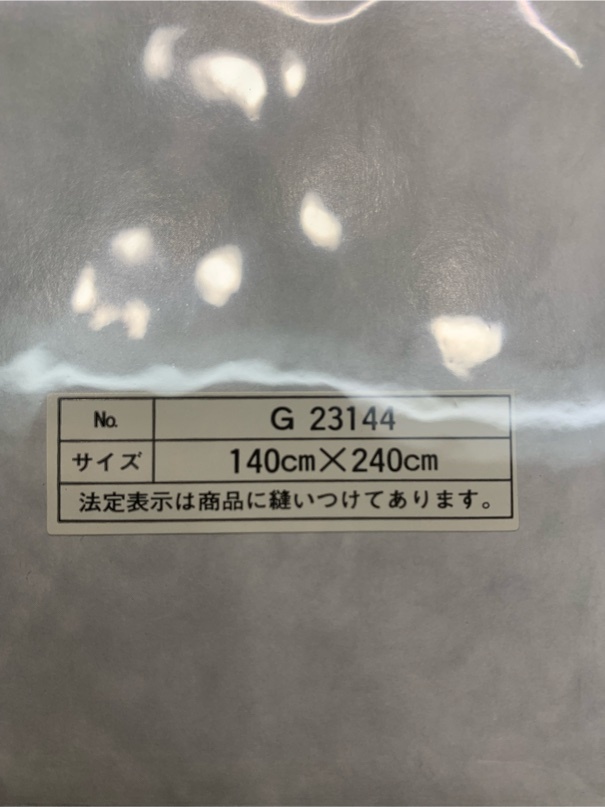 No. G 23144
サイズ 140cm×240cm
法定表示は商品に縫いつけてあります。